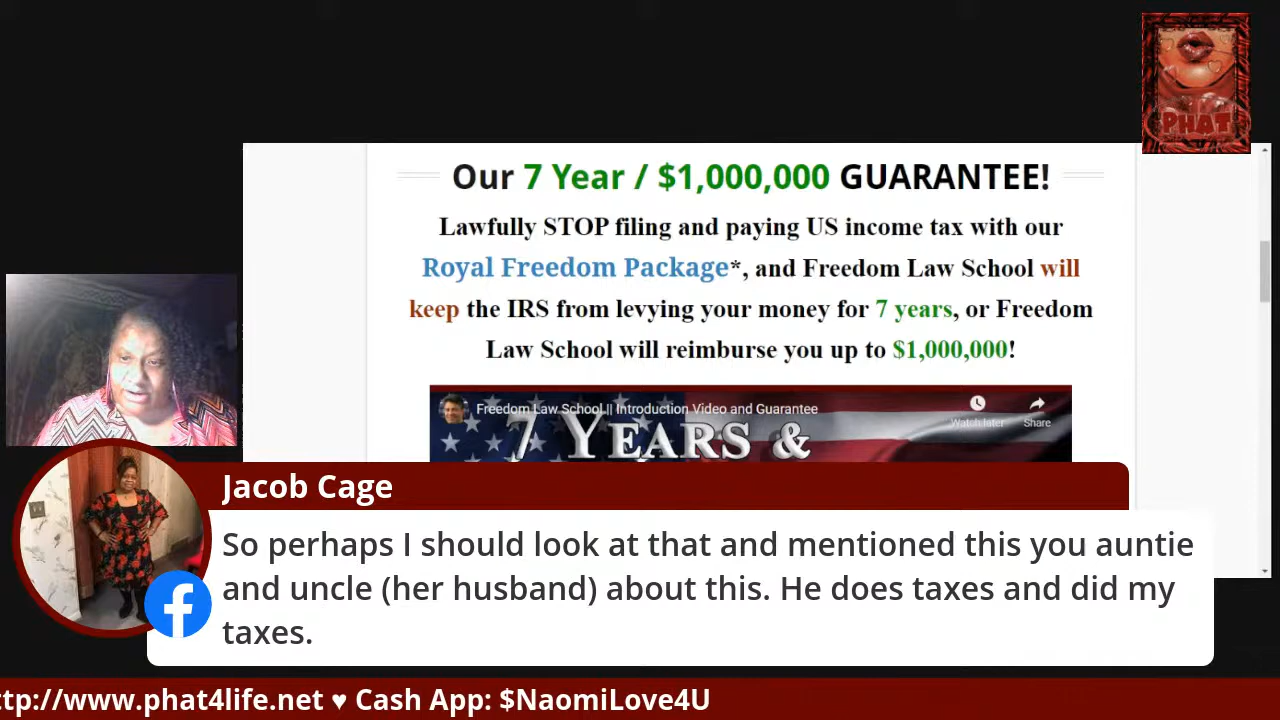 PHAT
Our 7 Year / $1,000,000 GUARANTEE!
Lawfully STOP filing and paying US income tax with our
Royal Freedom Package*, and Freedom Law School will
keep the IRS from levying your money for 7 years, or Freedom
Law School will reimburse you up to $1,000,000!
Freedom Law School || Introduction Video and Guarantee
Watch later
Share
7 YEARS &
Jacob Cage
So perhaps I should look at that and mentioned this you auntie
and uncle (her husband) about this. He does taxes and did my
taxes.
ttp://www.phat4life.net ♥ Cash App: $NaomiLove4U